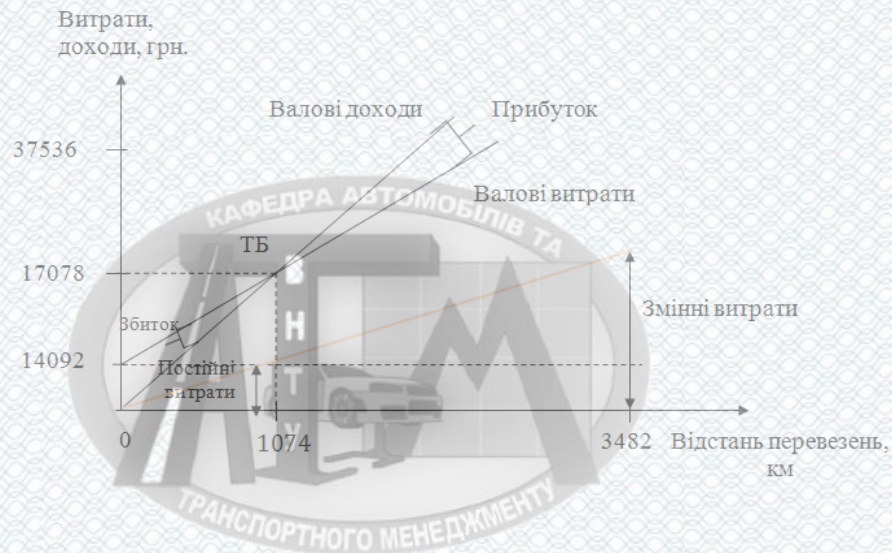 Витрати,
доходи, грн.
Валові доходи
Прибуток
37536
Валові витрати
КАФЕДРА АВТОМОБІЛІВ ТА
ТБ
17078
В
Н
Т
У
Збиток
Змінні витрати
14092
Постійні
витрати
0
1074
3482
Відстань перевезень,
км
ТРАНСПОРТНОГО МЕНЕДЖМЕНТУ